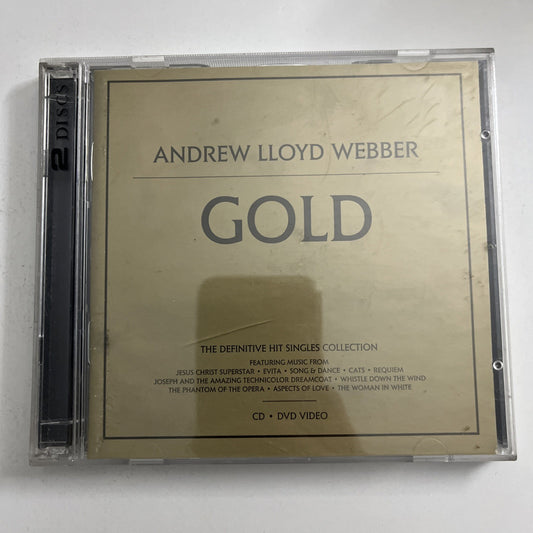 2 DISCS
ANDREW LLOYD WEBBER
GOLD
THE DEFINITIVE HIT SINGLES COLLECTION
FEATURING MUSIC FROM
JESUS CHRIST SUPERSTAR • EVITA • SONG & DANCE • CATS • REQUIEM
JOSEPH AND THE AMAZING TECHNICOLOR DREAMCOAT • WHISTLE DOWN THE WIND
THE PHANTOM OF THE OPERA • ASPECTS OF LOVE • THE WOMAN IN WHITE
CD • DVD VIDEO